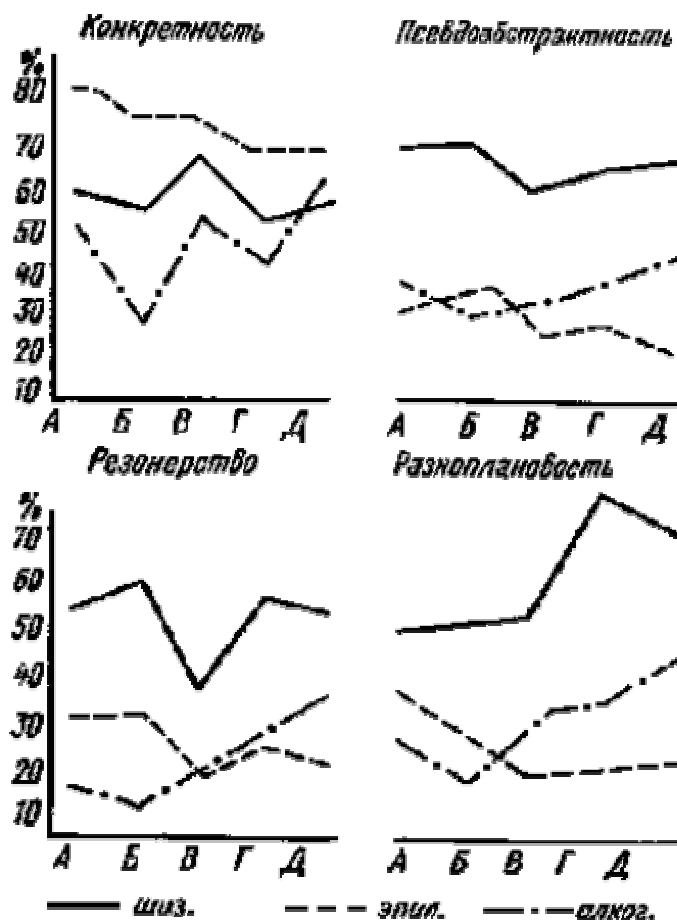 Конкретность
Псевдоабстрактность
%
80
70
60
50
40
30
20
10
А Б В Г Д
А Б В Г Д
Резонерство
Разноплановость
%
70
60
50
40
30
20
10
А Б В Г Д
А Б В Г Д
шиз. эпил. алког.